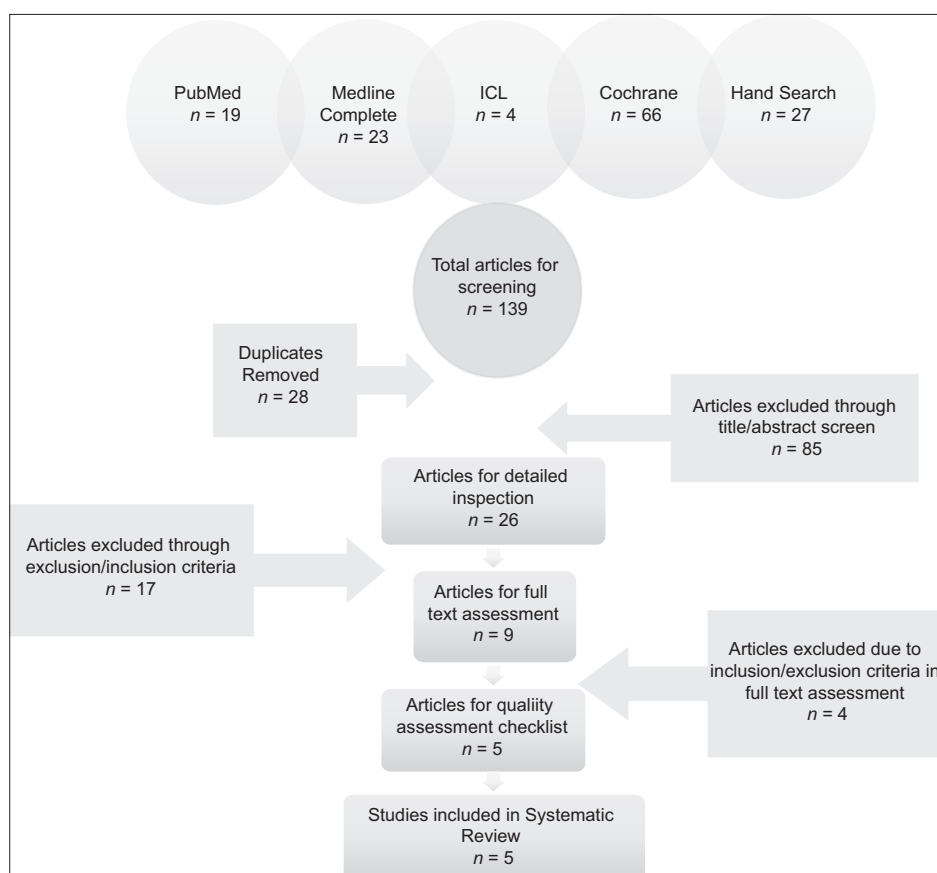 PubMed
n = 19
Medline
Complete
n = 23
ICL
n = 4
Cochrane
n = 66
Hand Search
n = 27
Total articles for
screening
n = 139
Duplicates
Removed
n = 28
Articles excluded through
title/abstract screen
n = 85
Articles for detailed
inspection
n = 26
Articles excluded through
exclusion/inclusion criteria
n = 17
Articles for full
text assessment
n = 9
Articles excluded due to
inclusion/exclusion criteria in
full text assessment
n = 4
Articles for qualiity
assessment checklist
n = 5
Studies included in Systematic
Review
n = 5